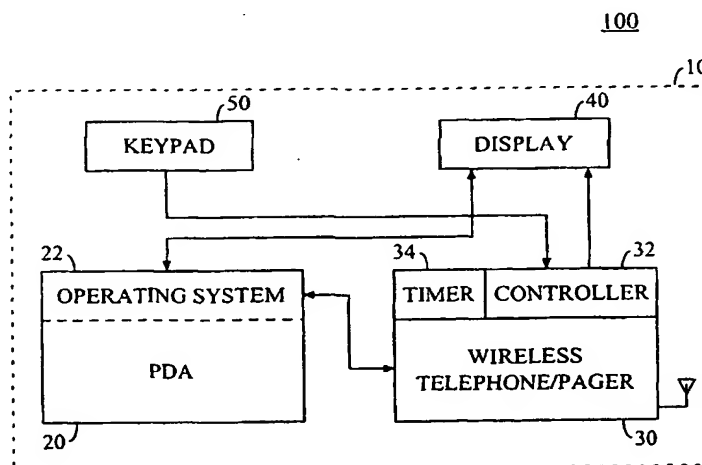 100
10
50
40
KEYPAD
DISPLAY
22
34
32
OPERATING SYSTEM
TIMER
CONTROLLER
PDA
WIRELESS
TELEPHONE/PAGER
20
30